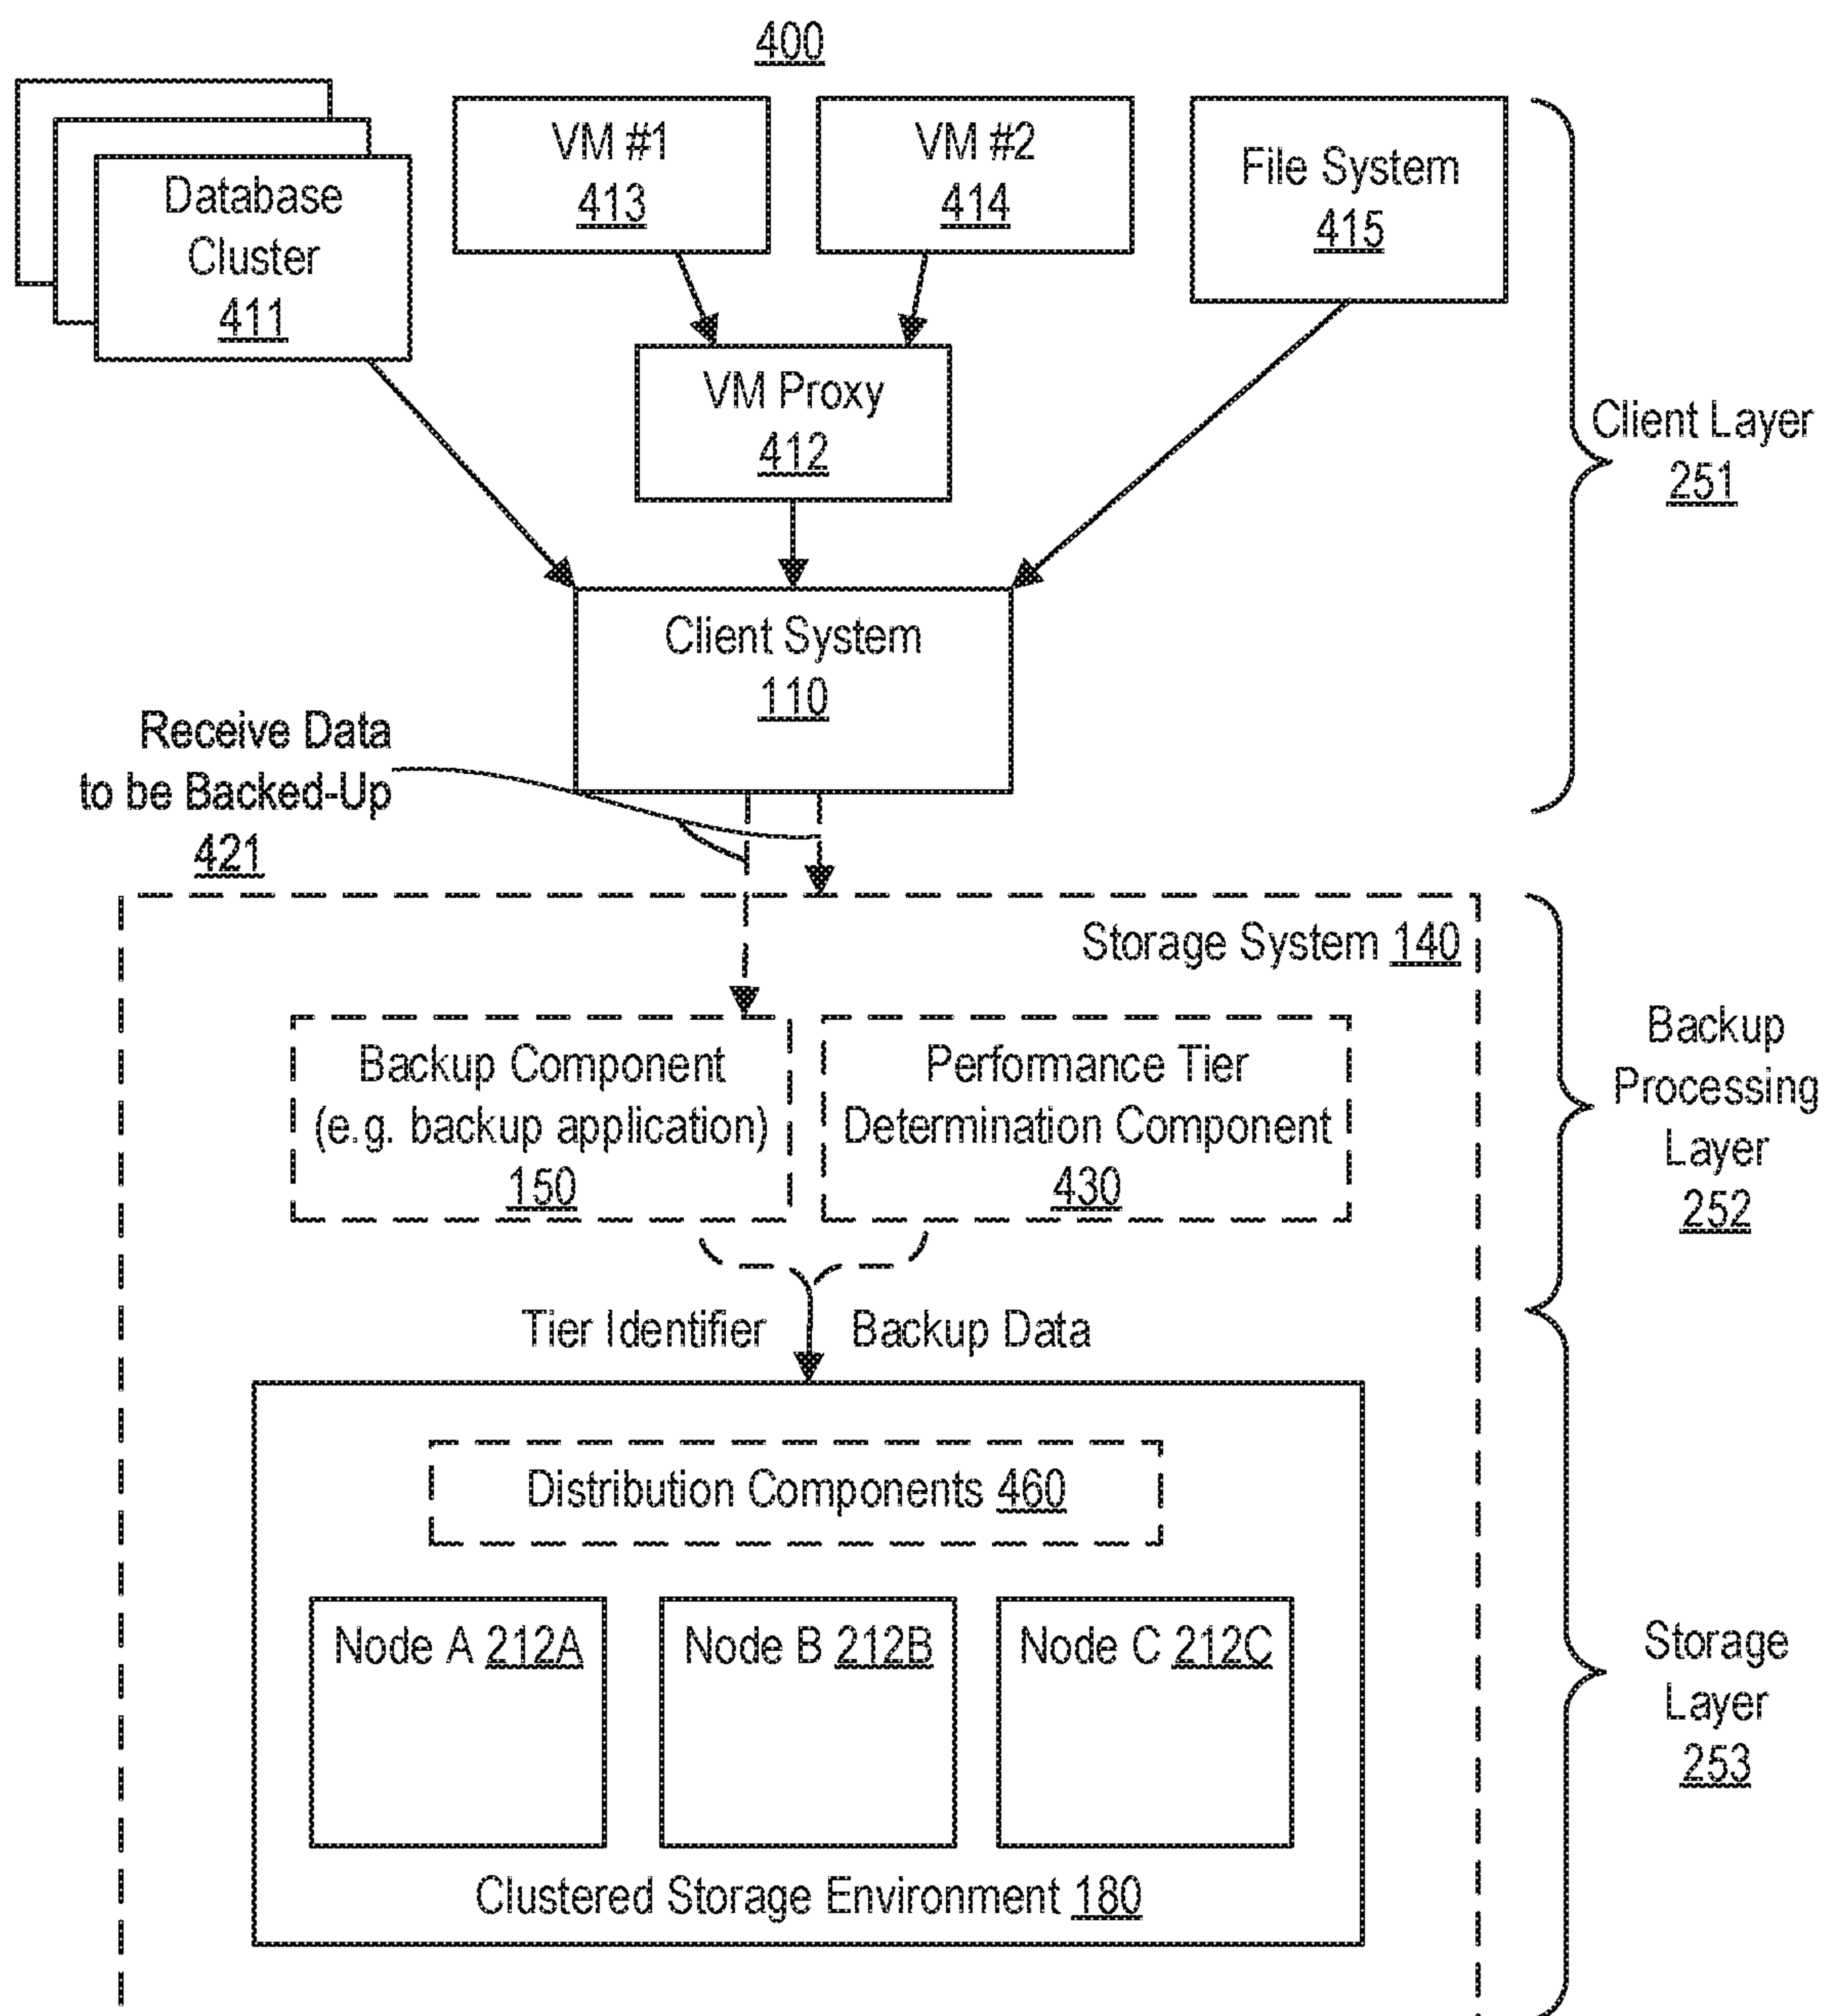 400
Database
Cluster
411
VM #1
413
VM #2
414
File System
415
VM Proxy
412
Client Layer
251
Client System
110
Receive Data
to be Backed-Up
421
Storage System 140
Backup Component
(e.g. backup application)
150
Performance Tier
Determination Component
430
Backup
Processing
Layer
252
Tier Identifier
Backup Data
Distribution Components 460
Node A 212A
Node B 212B
Node C 212C
Clustered Storage Environment 180
Storage
Layer
253